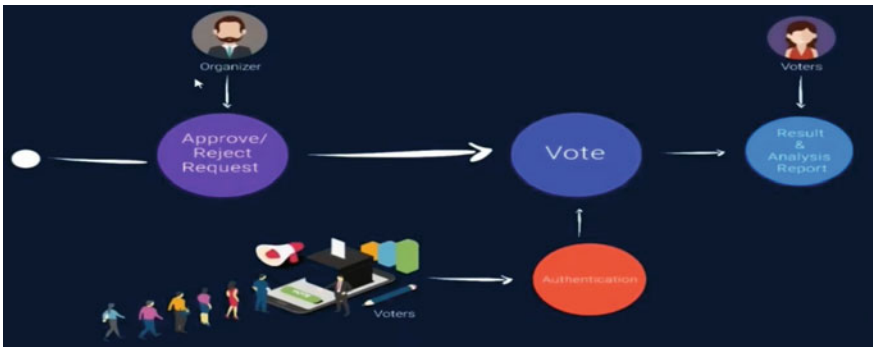 Organizer
Voters
Approve/
Reject
Request
Vote
Result
&
Analysis
Report
Authentication
Voters